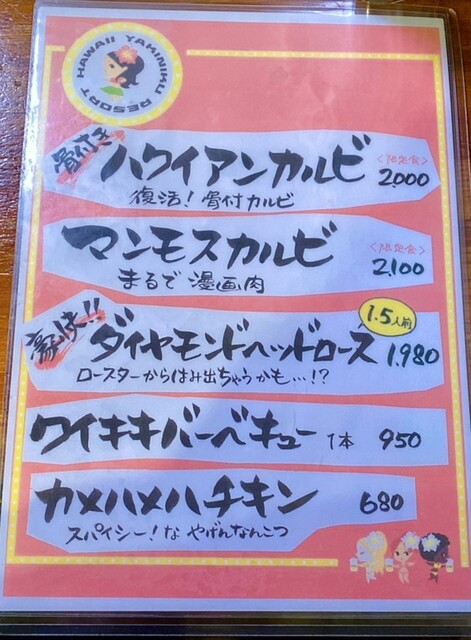 HAWAII YAKINIKU RESORT
骨付き
ハワイアンカルビ
〈限定食〉
2,000
復活!骨付カルビ
マンモスカルビ
〈限定食〉
2,100
まるで漫画肉
豪快!!
ダイヤモンドヘッドロース
1.5人前
1,980
ロースターからはみ出ちゃうかも…!?
ワイキキバーベキュー 1本 950
カメハメハチキン 680
スパイシー!な やげんなんこつ